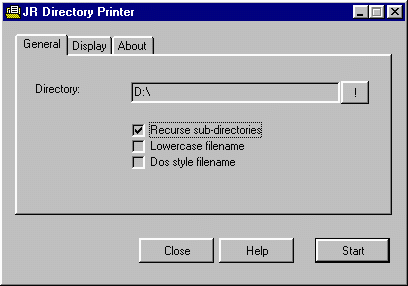 JR Directory Printer
General Display About
Directory: D:\ !
Recurse sub-directories
Lowercase filename
Dos style filename
Close Help Start